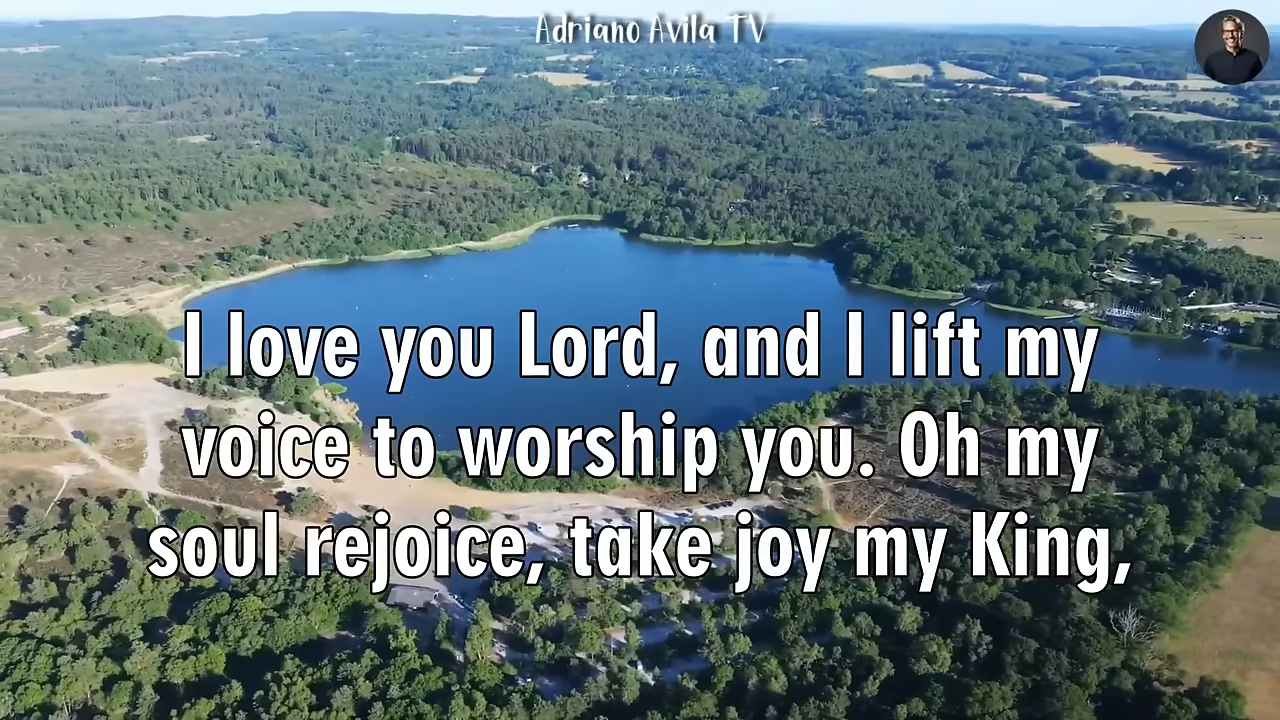 Adriano Avila TV
I love you Lord, and I lift my
voice to worship you. Oh my
soul rejoice, take joy my King,